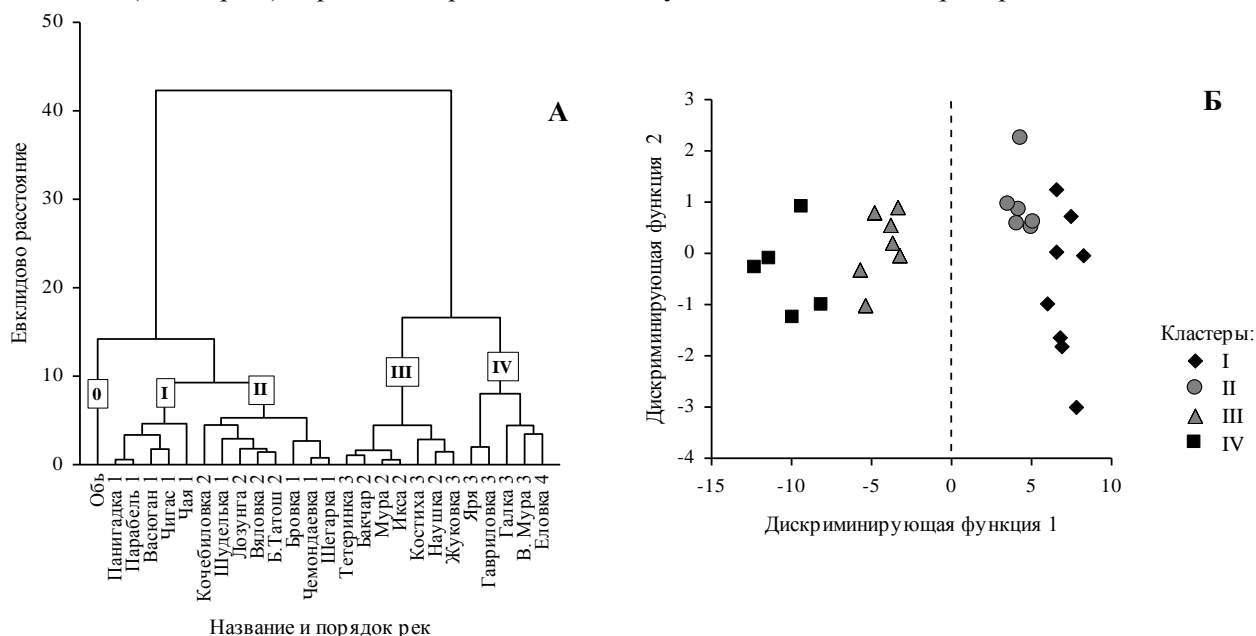 50
40
30
20
10
0
Евклидово расстояние
А
0
I
II
III
IV
Обь
Панигадка 1
Парабель 1
Васюган 1
Чигас 1
Чая 1
Кочебиловка 2
Шуделька 1
Лозунга 2
Вяловка 2
Б.Татош 2
Бровка 1
Чемондаевка 1
Шегарка 1
Тетеринка 3
Бакчар 2
Мура 2
Икса 2
Костиха 3
Наушка 2
Жуковка 3
Яря 3
Гавриловка 3
Галка 3
В. Мура 3
Еловка 4
Название и порядок рек
Б
3
2
1
0
-1
-2
-3
-4
Дискриминирующая функция 2
-15
-10
-5
0
5
10
Дискриминирующая функция 1
Кластеры:
I
II
III
IV